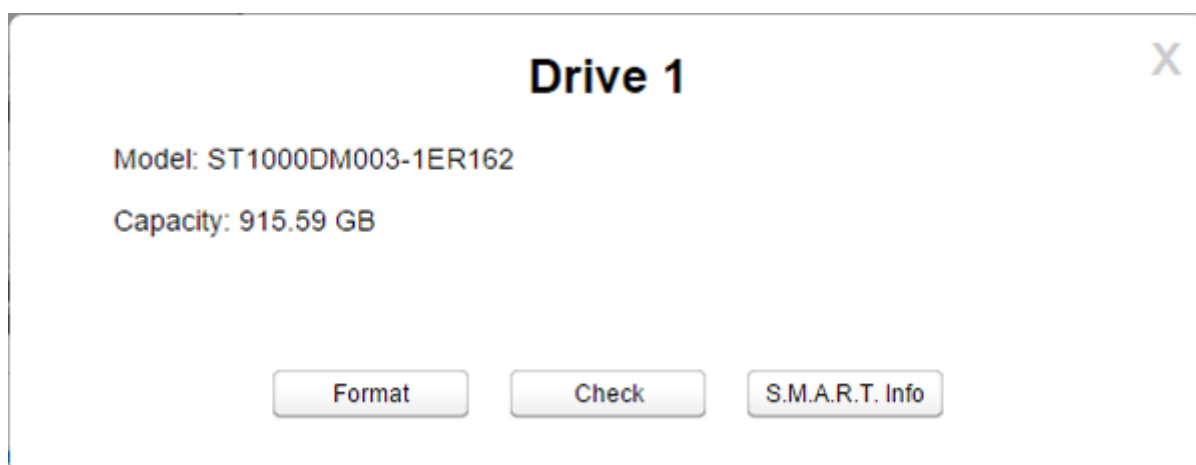 Drive 1
X
Model: ST1000DM003-1ER162
Capacity: 915.59 GB
Format Check S.M.A.R.T. Info